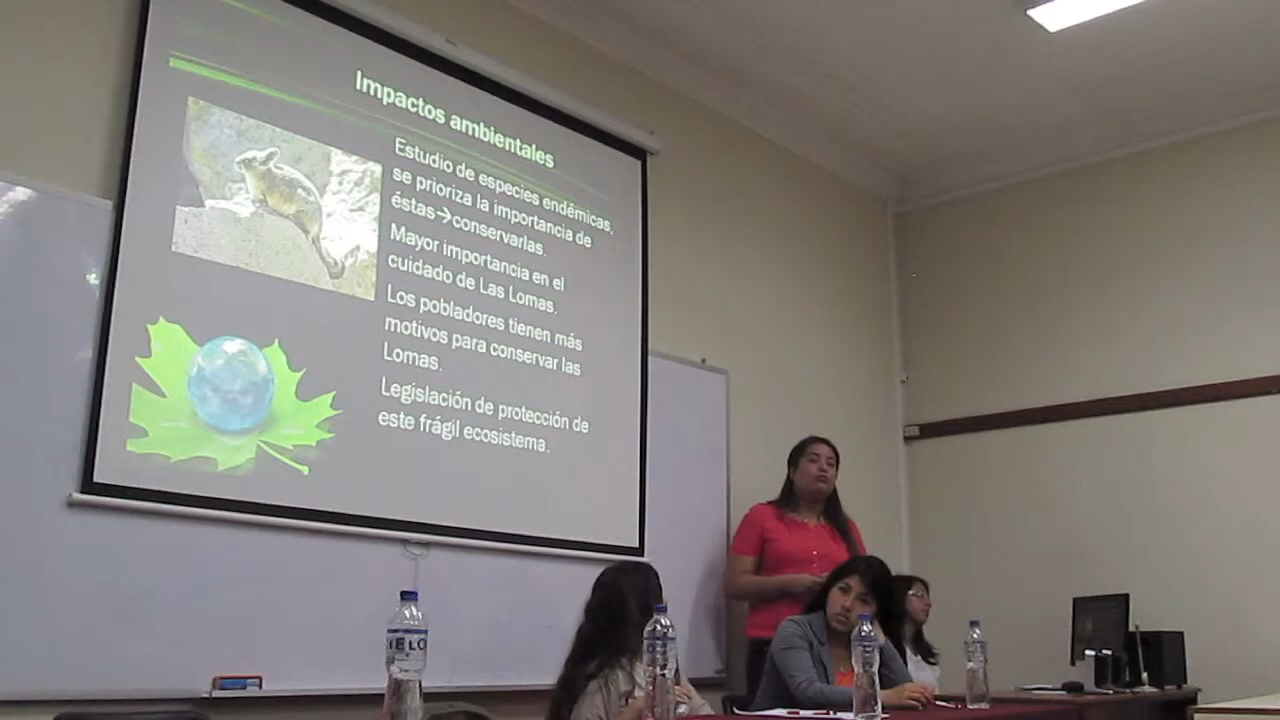 Impactos ambientales
Estudio de especies endémicas,
se prioriza la importancia de
éstas→conservarlas.
Mayor importancia en el
cuidado de Las Lomas.
Los pobladores tienen más
motivos para conservar las
Lomas.
Legislación de protección de
este frágil ecosistema.
IELO